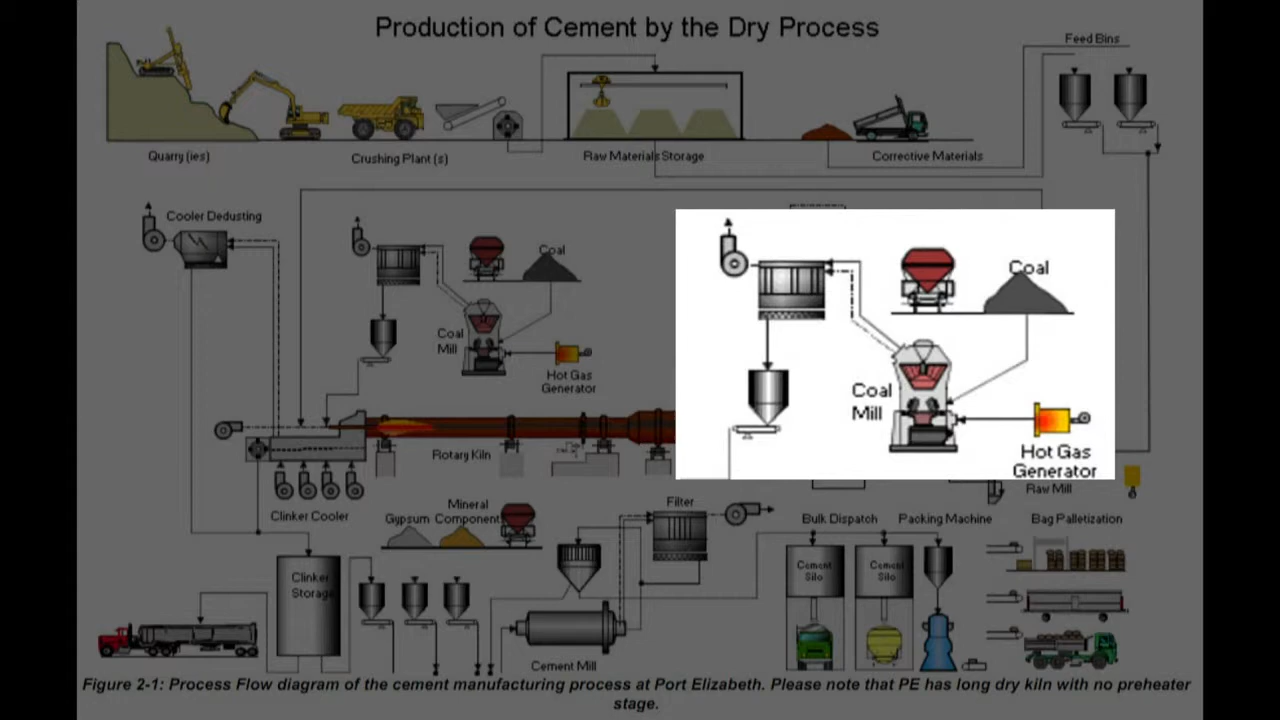 Production of Cement by the Dry Process
Feed Bins
Quarry (ies)
Crushing Plant (s)
Raw Materials Storage
Corrective Materials
Cooler Dedusting
Coal
Coal
Mill
Hot Gas
Generator
Coal
Coal
Mill
Hot Gas
Generator
Rotary Kiln
Raw Mill
Clinker Cooler
Gypsum
Mineral
Component
Filter
Bulk Dispatch
Packing Machine
Bag Palletization
Clinker
Storage
Cement
Silo
Cement
Silo
Cement Mill
Figure 2-1: Process Flow diagram of the cement manufacturing process at Port Elizabeth. Please note that PE has long dry kiln with no preheater
stage.